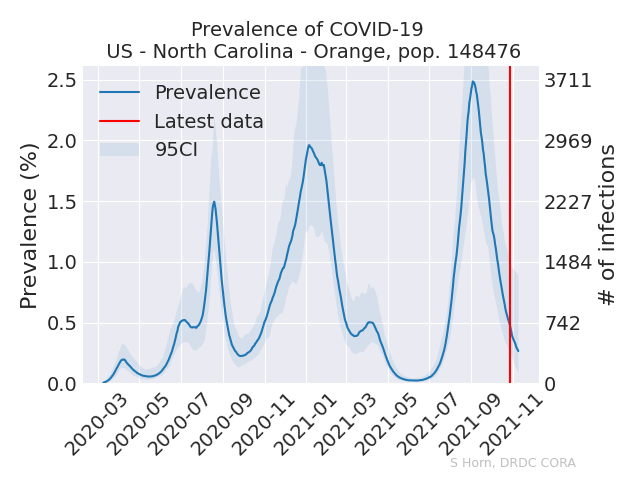 Prevalence of COVID-19
US - North Carolina - Orange, pop. 148476
Prevalence (%)
2.5
2.0
1.5
1.0
0.5
0.0
Prevalence
Latest data
95CI
3711
2969
2227
1484
742
0
# of infections
2020-03
2020-05
2020-07
2020-09
2020-11
2021-01
2021-03
2021-05
2021-07
2021-09
2021-11
S Horn, DRDC CORA